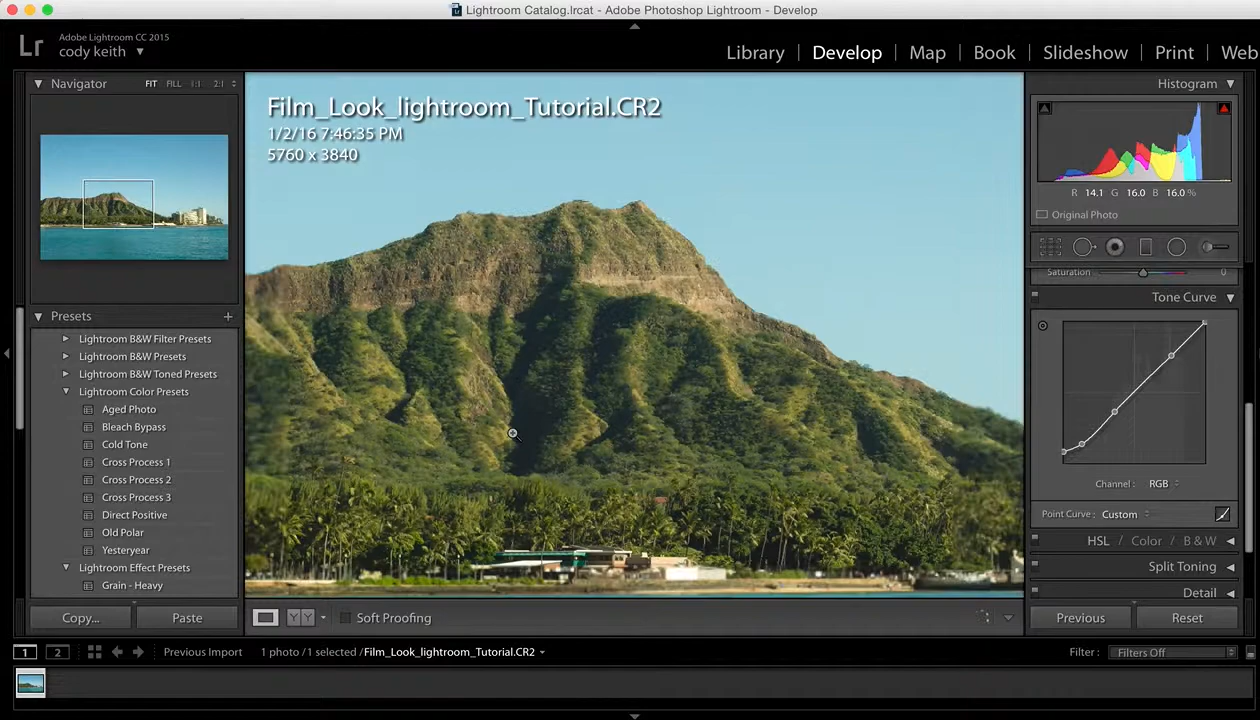 Lightroom Catalog.lrcat - Adobe Photoshop Lightroom - Develop
Lr
Adobe Lightroom CC 2015
cody keith
Library
Develop
Map
Book
Slideshow
Print
Web
Navigator
FIT FILL 1:1 2:1
Film_Look_lightroom_Tutorial.CR2
1/2/16 7:46:35 PM
5760 x 3840
Histogram
R 14.1 G 16.0 B 16.0 %
Original Photo
Saturation 0
Tone Curve
Channel : RGB
Point Curve : Custom
HSL / Color / B & W
Split Toning
Detail
Presets +
Lightroom B&W Filter Presets
Lightroom B&W Presets
Lightroom B&W Toned Presets
Lightroom Color Presets
Aged Photo
Bleach Bypass
Cold Tone
Cross Process 1
Cross Process 2
Cross Process 3
Direct Positive
Old Polar
Yesteryear
Lightroom Effect Presets
Grain - Heavy
Copy...
Paste
YY
Soft Proofing
Previous
Reset
1
2
Previous Import
1 photo / 1 selected /Film_Look_lightroom_Tutorial.CR2
Filter :
Filters Off